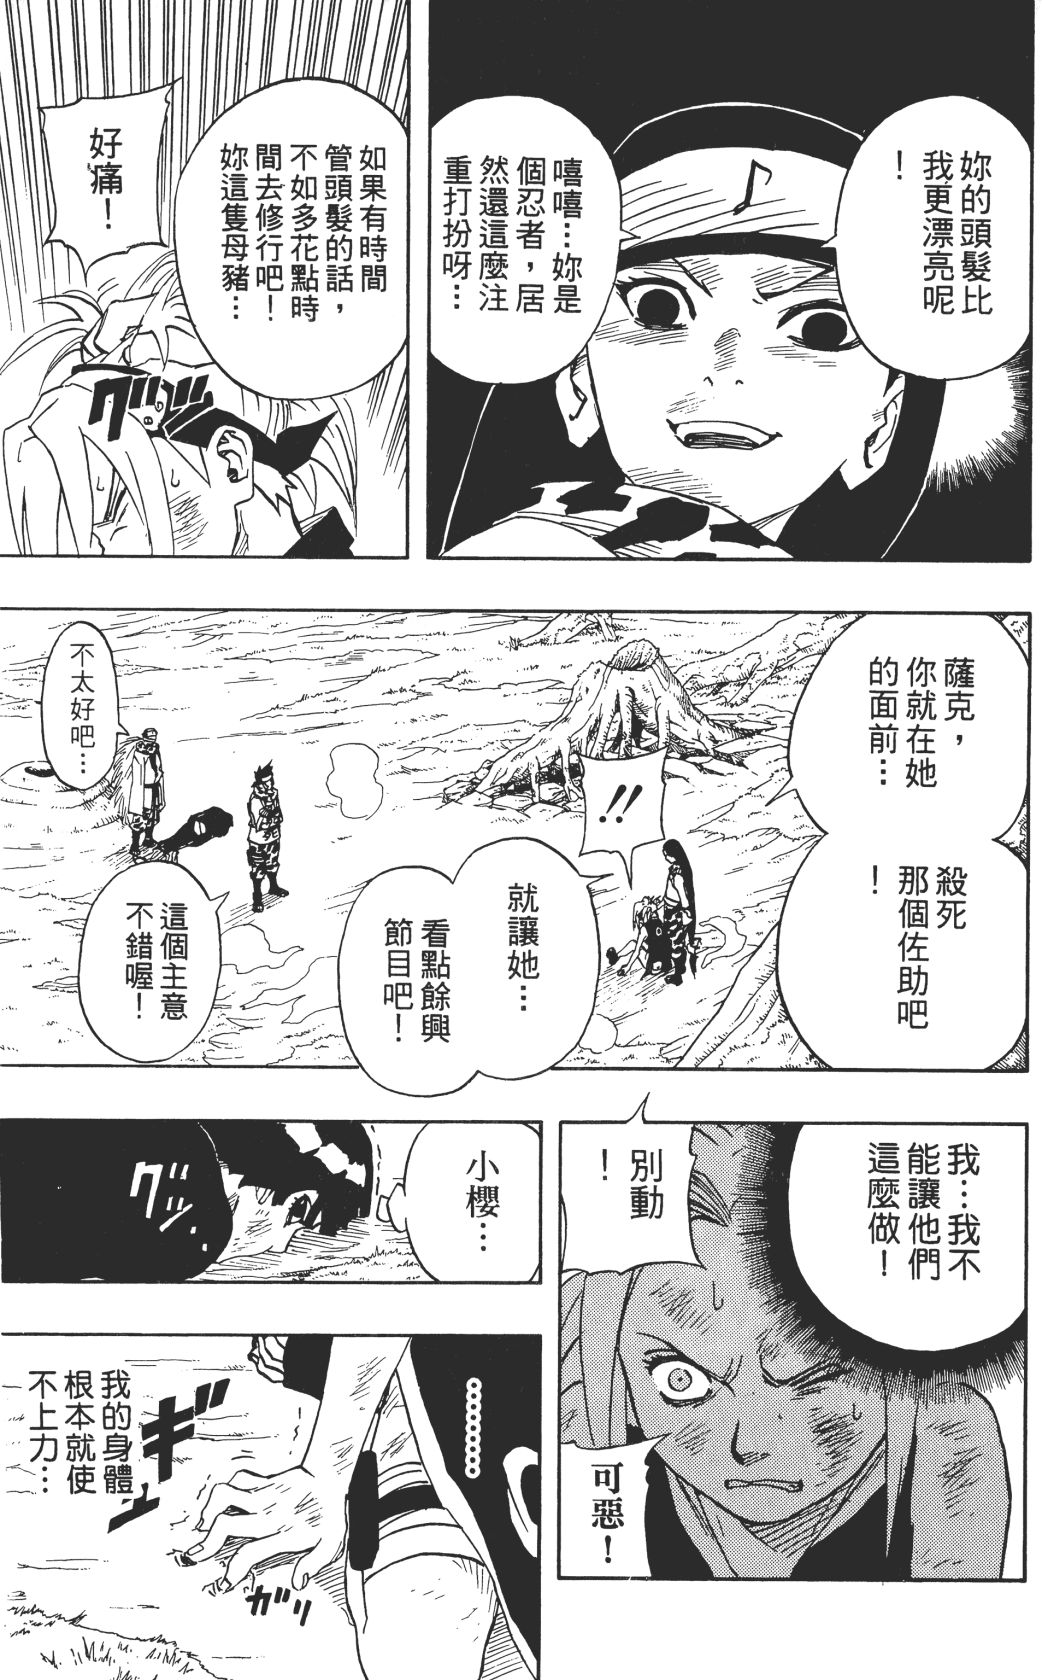 妳的頭髮比
我更漂亮呢
！
嘻嘻…妳是
個忍者，居
然還這麼注
重打扮呀…
如果有時間
管頭髮的話，
不如多花點時
間去修行吧！
妳這隻母豬…
好痛！
グッ
薩克，
你就在她
的面前…
殺死
那個佐助吧
！
!!
就讓她…
看點餘興
節目吧！
這個主意
不錯喔！
不太好吧…
我…我不
能讓他們
這麼做！
別動
！
可惡！
小櫻…
グッ
…………
我的身體
根本就使
不上力…
ギュ
ガリ